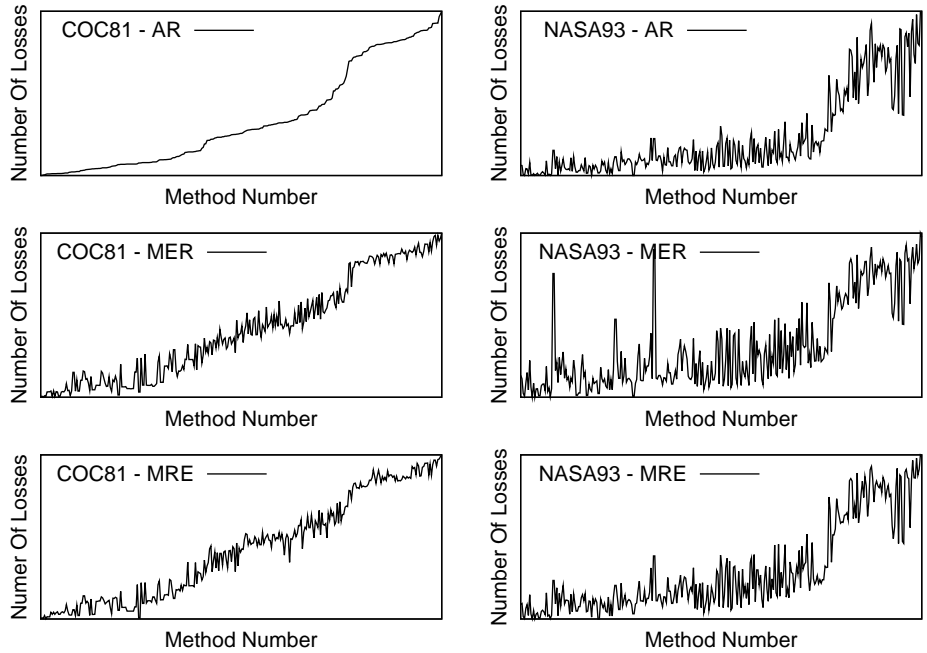 COC81 - AR
Number Of Losses
Method Number
NASA93 - AR
Number Of Losses
Method Number
COC81 - MER
Number Of Losses
Method Number
NASA93 - MER
Number Of Losses
Method Number
COC81 - MRE
Numer Of Losses
Method Number
NASA93 - MRE
Number Of Losses
Method Number